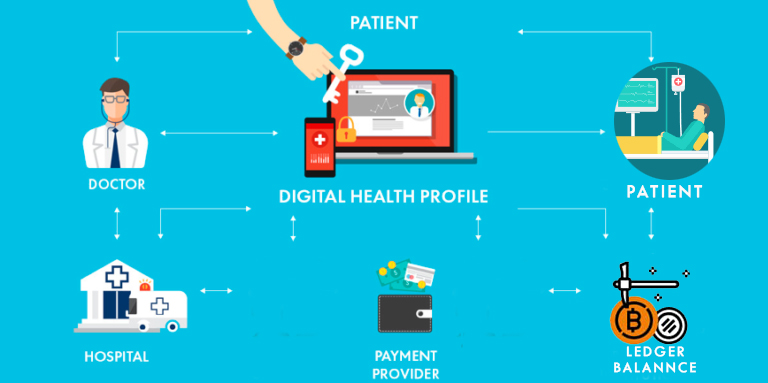 PATIENT
DOCTOR
DIGITAL HEALTH PROFILE
PATIENT
HOSPITAL
PAYMENT
PROVIDER
LEDGER
BALANNCE